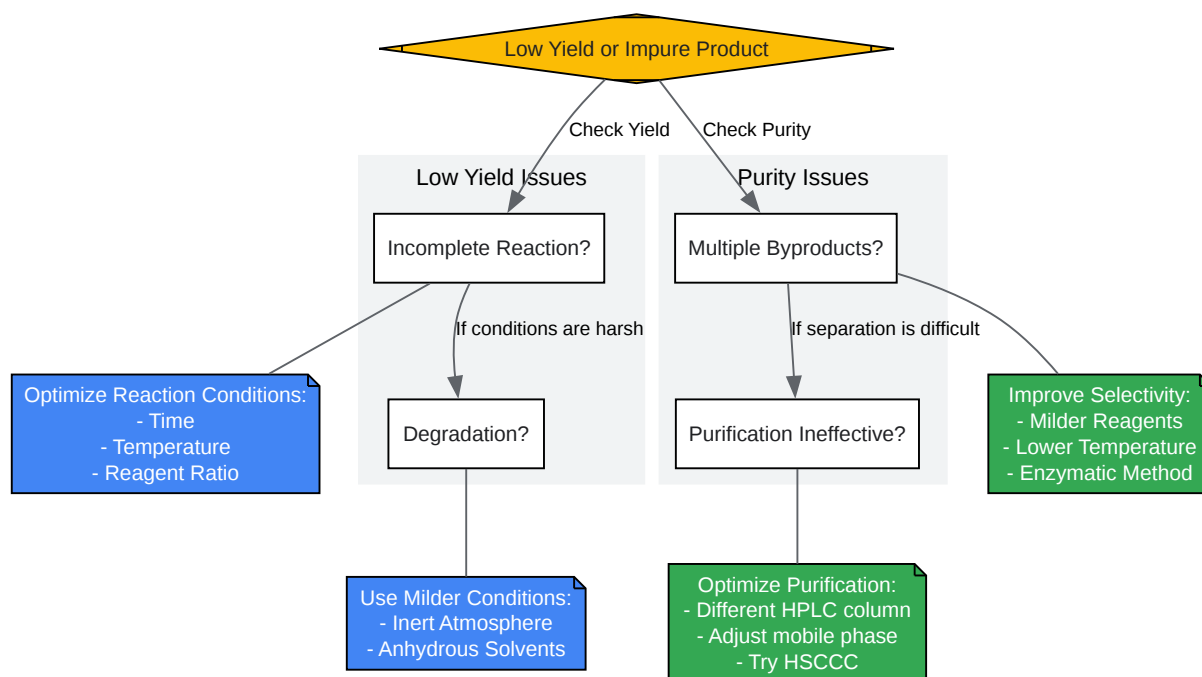 Low Yield or Impure Product
Check Yield
Check Purity
Low Yield Issues
Purity Issues
Incomplete Reaction?
Multiple Byproducts?
If conditions are harsh
If separation is difficult
Optimize Reaction Conditions:
- Time
- Temperature
- Reagent Ratio
Degradation?
Purification Ineffective?
Improve Selectivity:
- Milder Reagents
- Lower Temperature
- Enzymatic Method
Use Milder Conditions:
- Inert Atmosphere
- Anhydrous Solvents
Optimize Purification:
- Different HPLC column
- Adjust mobile phase
- Try HSCCC